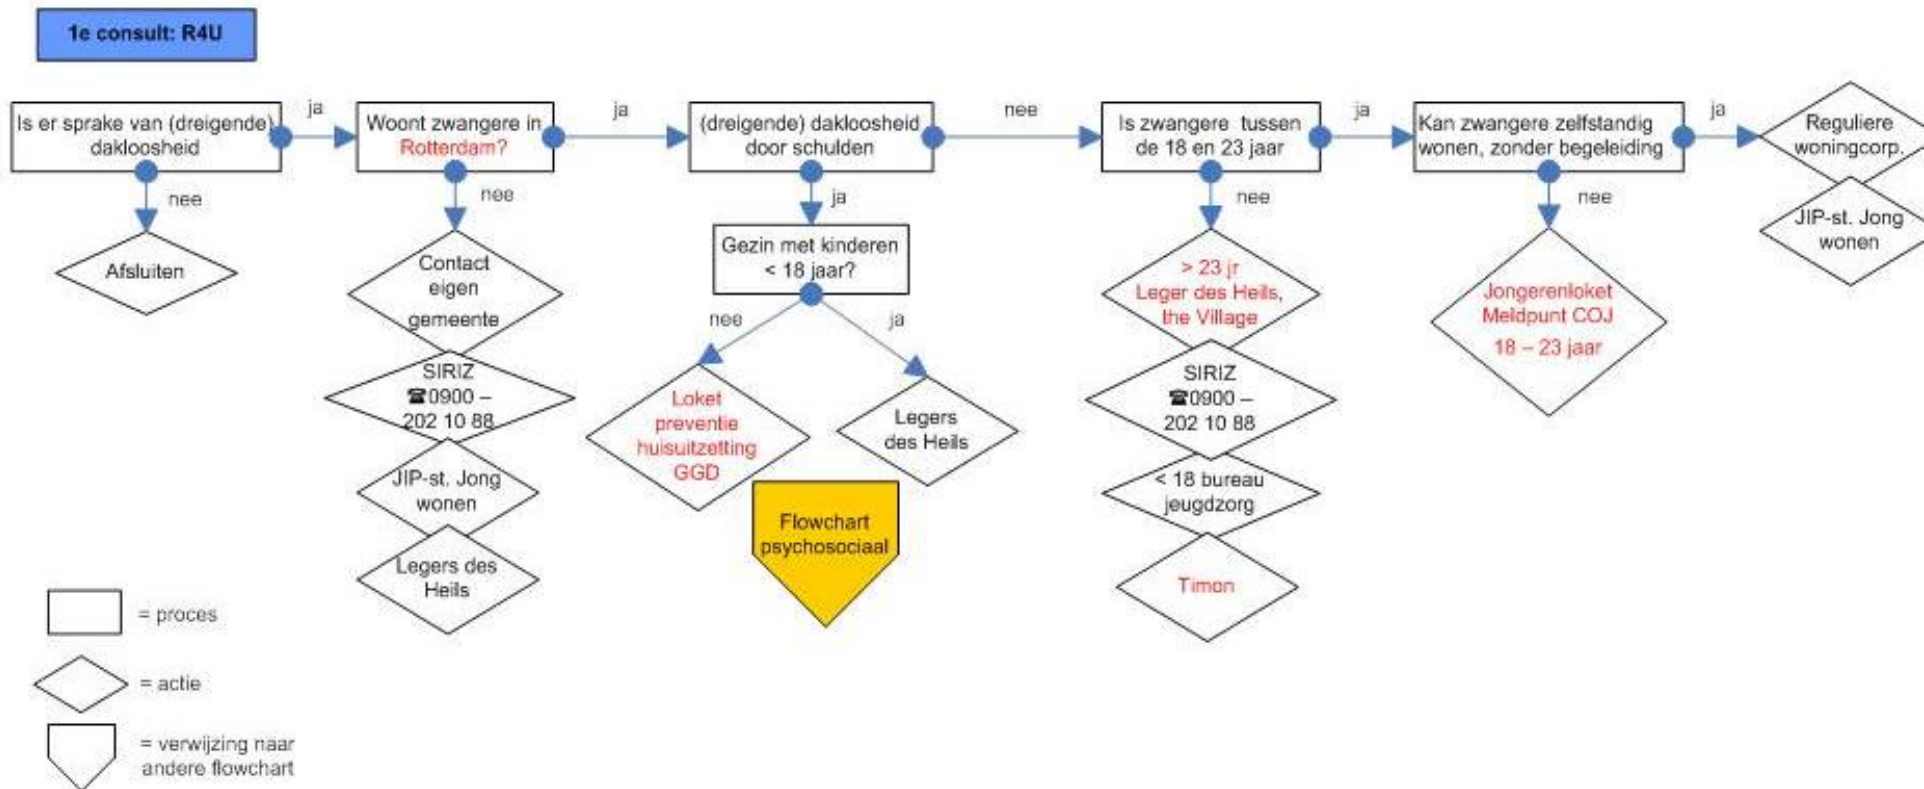 1e consult: R4U
Is er sprake van (dreigende)
dakloosheid
ja
nee
Afsluiten
Woont zwangere in
Rotterdam?
ja
nee
Contact
eigen
gemeente
SIRIZ
☎0900 –
202 10 88
JIP-st. Jong
wonen
Legers des
Heils
(dreigende) dakloosheid
door schulden
nee
ja
Gezin met kinderen
< 18 jaar?
nee
ja
Loket
preventie
huisuitzetting
GGD
Legers
des Heils
Flowchart
psychosociaal
Is zwangere tussen
de 18 en 23 jaar
ja
nee
> 23 jr
Leger des Heils,
the Village
SIRIZ
☎0900 –
202 10 88
< 18 bureau
jeugdzorg
Timon
Kan zwangere zelfstandig
wonen, zonder begeleiding
ja
nee
Jongerenloket
Meldpunt COJ
18 – 23 jaar
Reguliere
woningcorp.
JIP-st. Jong
wonen
= proces
= actie
= verwijzing naar
andere flowchart